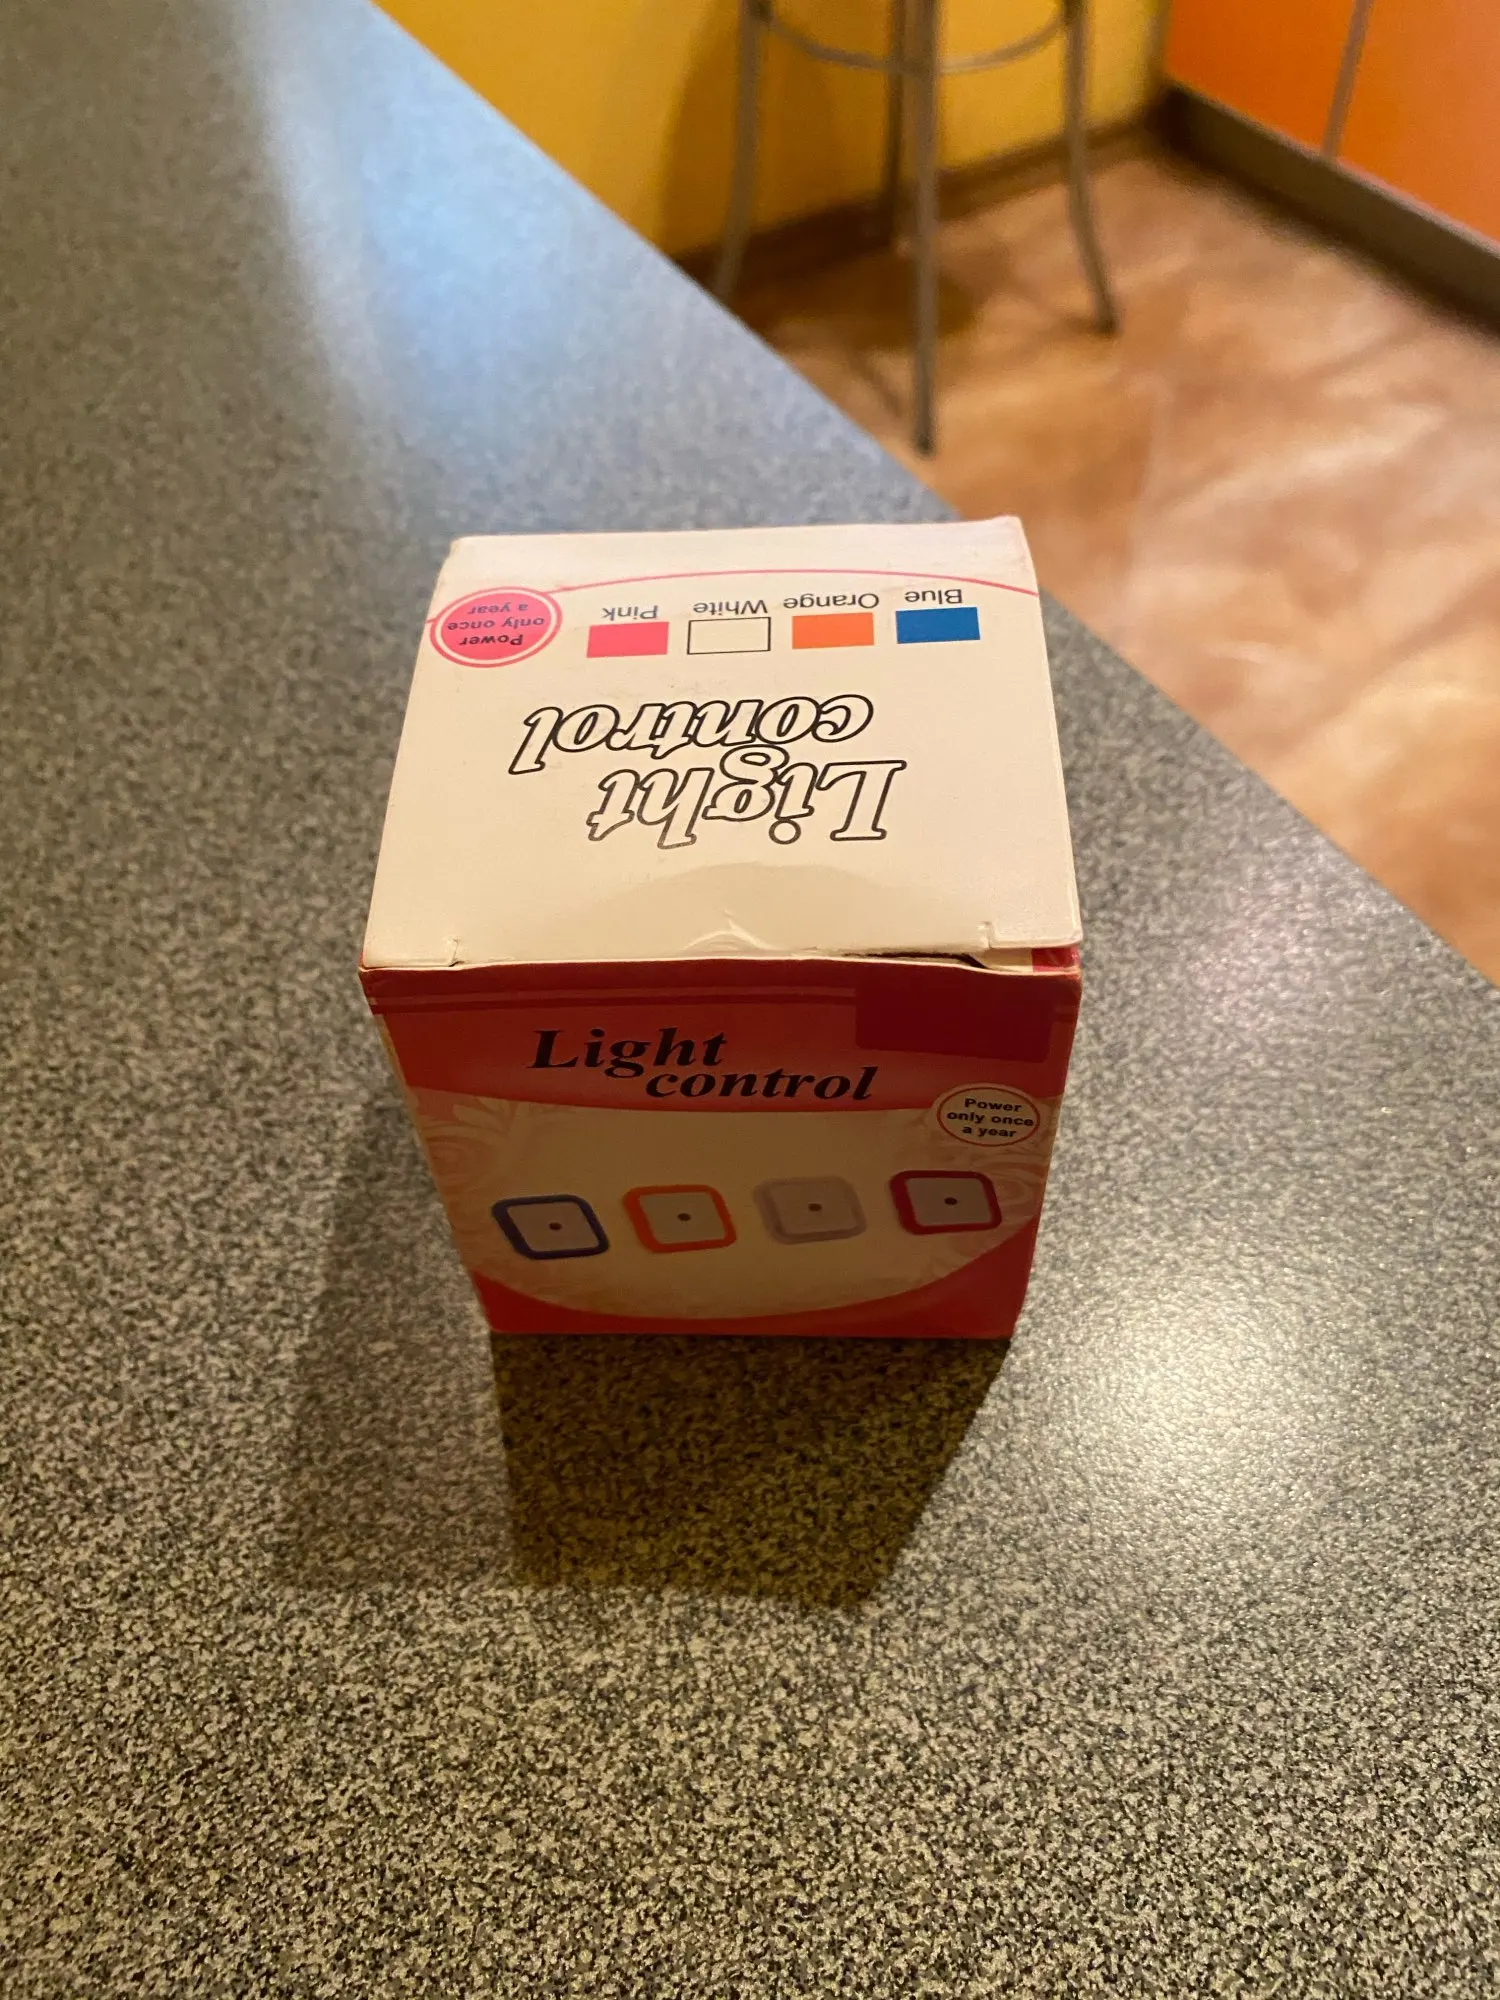 Light
control
Blue Orange White Pink
Power
only once
a year
Light
control
Power
only once
a year